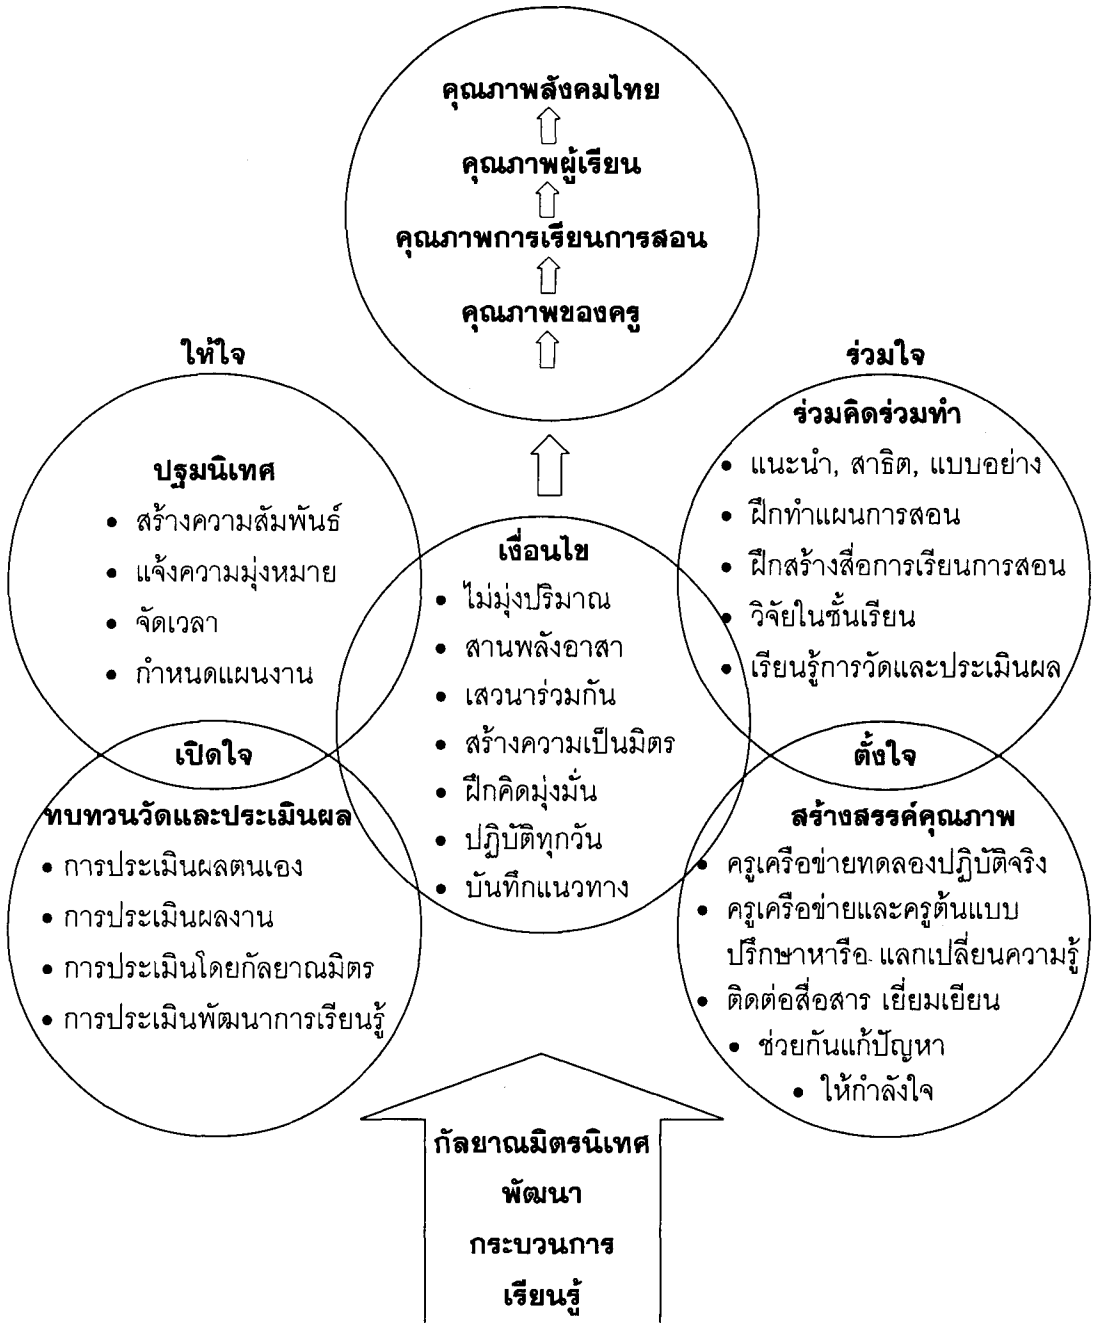 คุณภาพสังคมไทย
คุณภาพผู้เรียน
คุณภาพการเรียนการสอน
คุณภาพของครู
ให้ใจ
ปฐมนิเทศ
• สร้างความสัมพันธ์
• แจ้งความมุ่งหมาย
• จัดเวลา
• กำหนดแผนงาน
ร่วมใจ
ร่วมคิดร่วมทำ
• แนะนำ, สาธิต, แบบอย่าง
• ฝึกทำแผนการสอน
• ฝึกสร้างสื่อการเรียนการสอน
• วิจัยในชั้นเรียน
• เรียนรู้การวัดและประเมินผล
เงื่อนไข
• ไม่มุ่งปริมาณ
• สานพลังอาสา
• เสวนาร่วมกัน
• สร้างความเป็นมิตร
• ฝึกคิดมุ่งมั่น
• ปฏิบัติทุกวัน
• บันทึกแนวทาง
เปิดใจ
ทบทวนวัดและประเมินผล
• การประเมินผลตนเอง
• การประเมินผลงาน
• การประเมินโดยกัลยาณมิตร
• การประเมินพัฒนาการเรียนรู้
ตั้งใจ
สร้างสรรค์คุณภาพ
• ครูเครือข่ายทดลองปฏิบัติจริง
• ครูเครือข่ายและครูต้นแบบ
ปรึกษาหารือ แลกเปลี่ยนความรู้
• ติดต่อสื่อสาร เยี่ยมเยียน
• ช่วยกันแก้ปัญหา
• ให้กำลังใจ
กัลยาณมิตรนิเทศ
พัฒนา
กระบวนการ
เรียนรู้